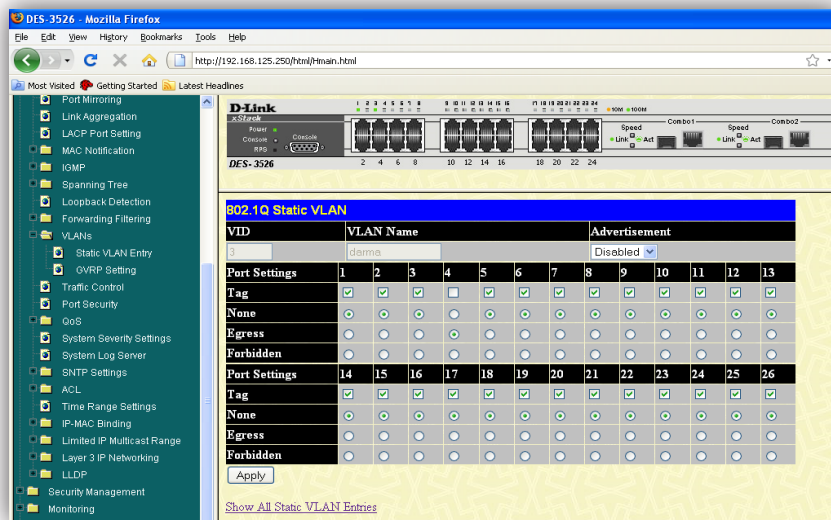 DES-3526 - Mozilla Firefox
File Edit View History Bookmarks Tools Help
http://192.168.125.250/html/Hmain.html
Most Visited Getting Started Latest Headlines
Port Mirroring
Link Aggregation
LACP Port Setting
MAC Notification
IGMP
Spanning Tree
Loopback Detection
Forwarding Filtering
VLANs
Static VLAN Entry
GVRP Setting
Traffic Control
Port Security
QoS
System Severity Settings
System Log Server
SNTP Settings
ACL
Time Range Settings
IP-MAC Binding
Limited IP Multicast Range
Layer 3 IP Networking
LLDP
Security Management
Monitoring
D-Link
xStack
Power
Console
RPS
Console
DES-3526
2 4 6 8 10 12 14 16 18 20 22 24
10M 100M
Combo1
Speed
Link Act
Combo2
Speed
Link Act
802.1Q Static VLAN
VID VLAN Name Advertisement
3 darma Disabled
Port Settings 1 2 3 4 5 6 7 8 9 10 11 12 13
Tag
None
Egress
Forbidden
Port Settings 14 15 16 17 18 19 20 21 22 23 24 25 26
Tag
None
Egress
Forbidden
Apply
Show All Static VLAN Entries